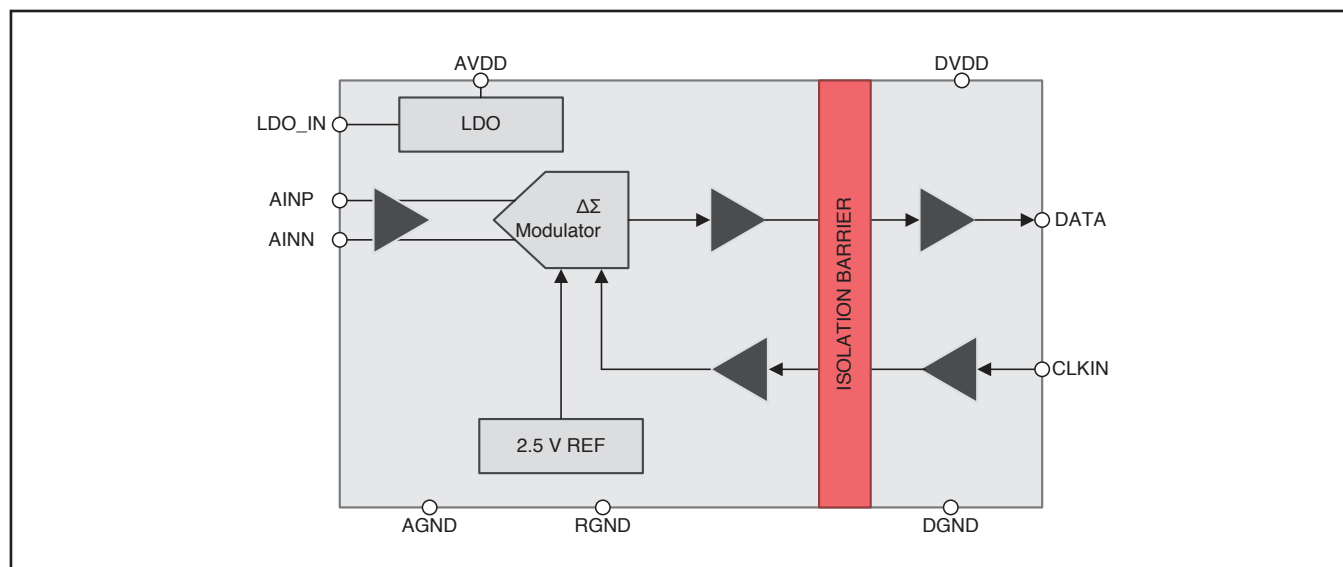 AVDD
DVDD
LDO_IN
LDO
AINP
AINN
ΔΣ
Modulator
ISOLATION BARRIER
DATA
CLKIN
2.5 V REF
AGND
RGND
DGND